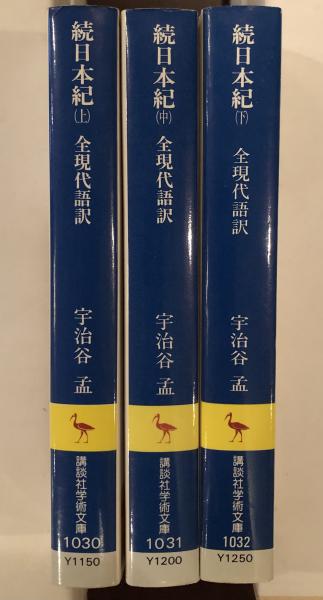 続日本紀(上) 全現代語訳
宇治谷 孟
講談社学術文庫
1030
Y1150
続日本紀(中) 全現代語訳
宇治谷 孟
講談社学術文庫
1031
Y1200
続日本紀(下) 全現代語訳
宇治谷 孟
講談社学術文庫
1032
Y1250